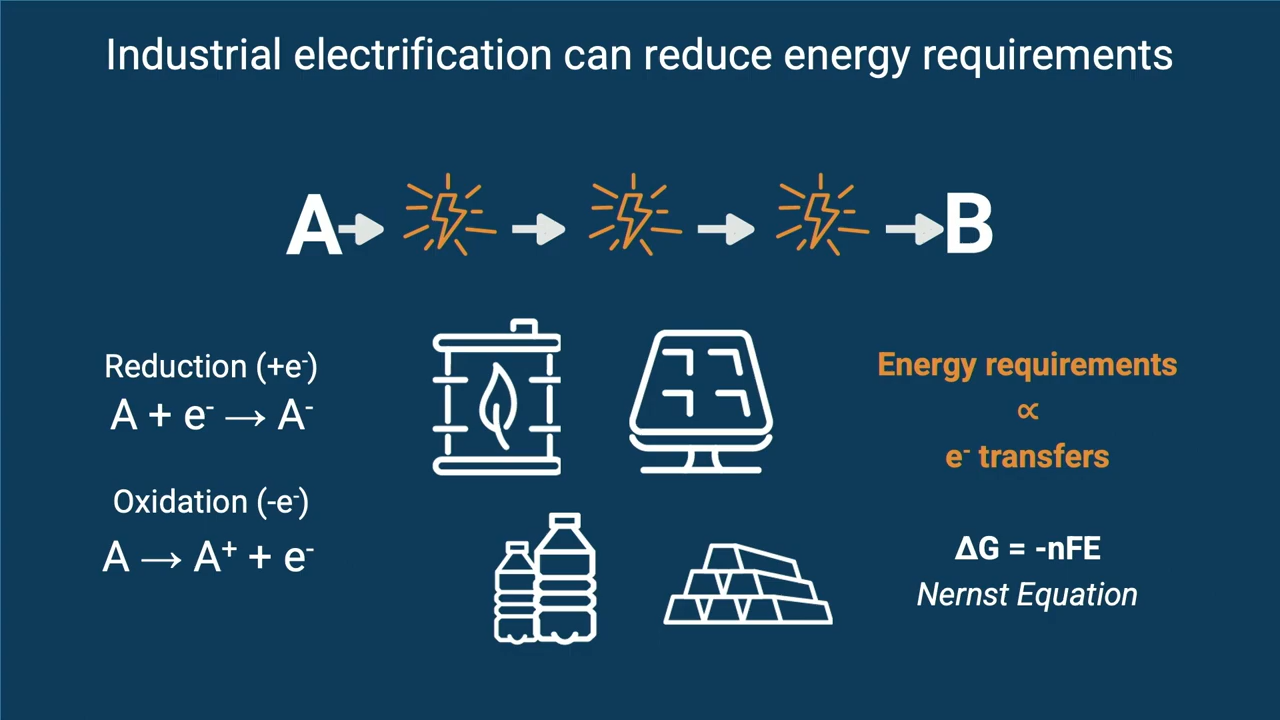 Industrial electrification can reduce energy requirements
A
B
Reduction (+e⁻)
A + e⁻ → A⁻
Oxidation (-e⁻)
A → A⁺ + e⁻
Energy requirements
∝
e⁻ transfers
ΔG = -nFE
Nernst Equation